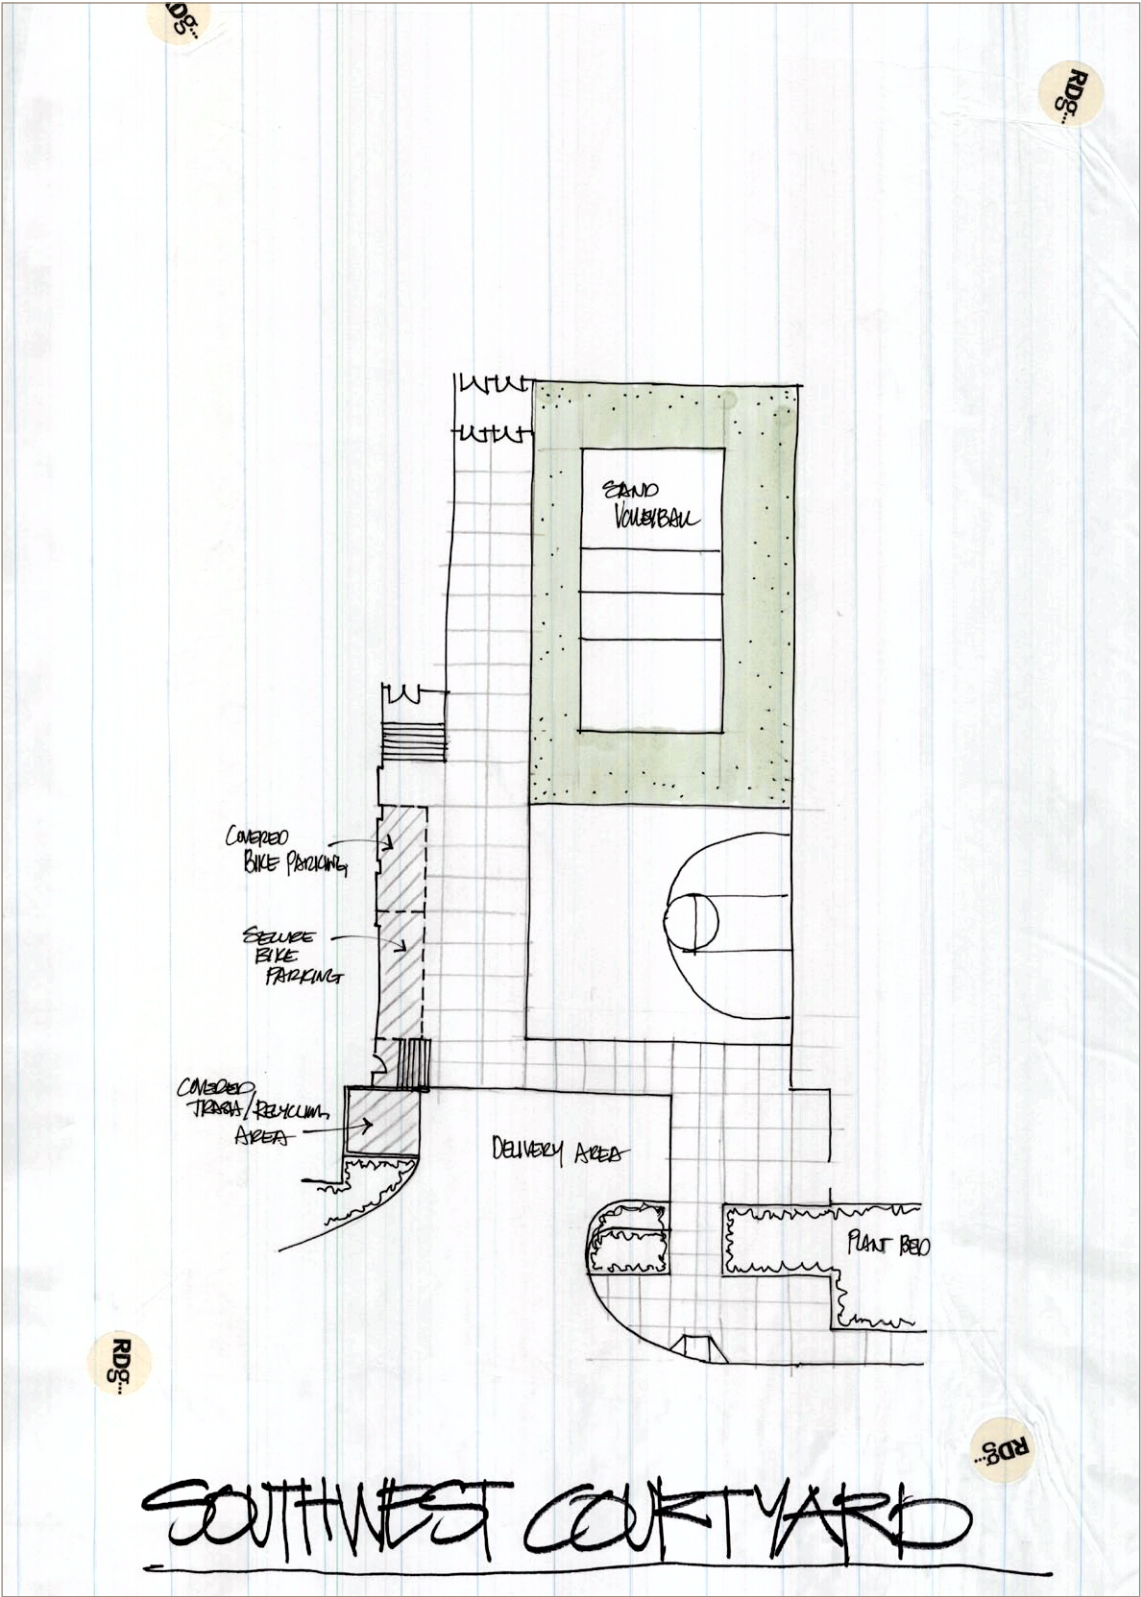 RDG...
RDG...
SAND
VOLLEYBALL
COVERED
BIKE PARKING
SECURE
BIKE
PARKING
COVERED
TRASH/RECYCLING
AREA
DELIVERY AREA
PLANT BED
RDG...
RDG...
SOUTHWEST COURTYARD